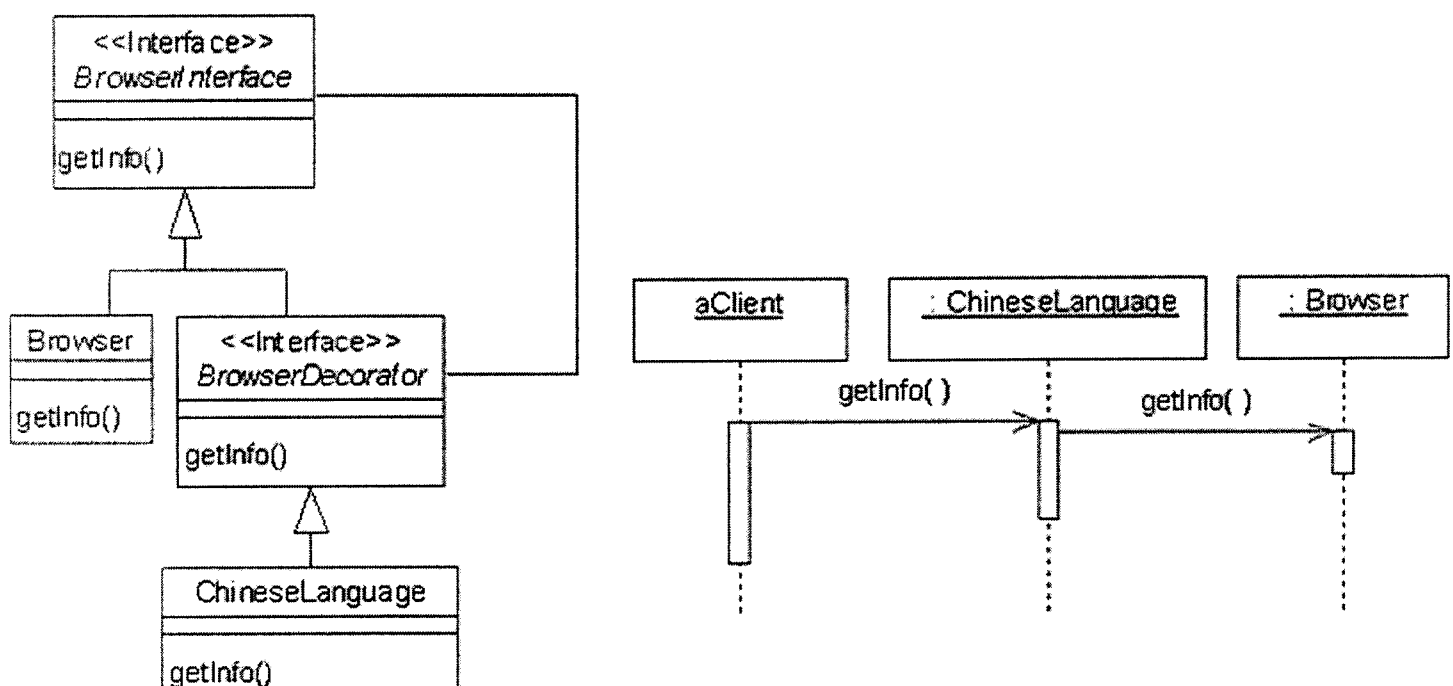 <<Interface>>
BrowserInterface
getInfo()
Browser
getInfo()
<<Interface>>
BrowserDecorator
getInfo()
ChineseLanguage
getInfo()
aClient
: ChineseLanguage
: Browser
getInfo( )
getInfo( )